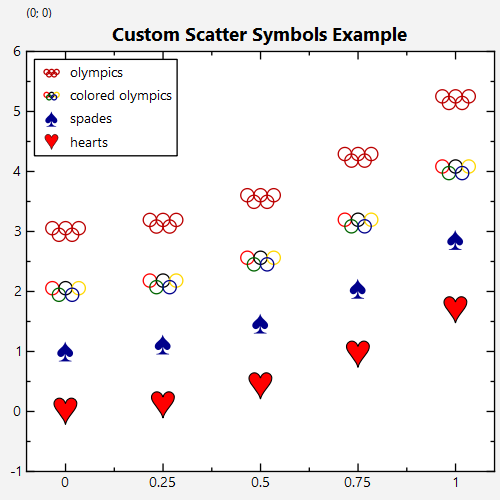 (0; 0)
Custom Scatter Symbols Example
6
5
4
3
2
1
0
-1
olympics
colored olympics
spades
hearts
0 0.25 0.5 0.75 1